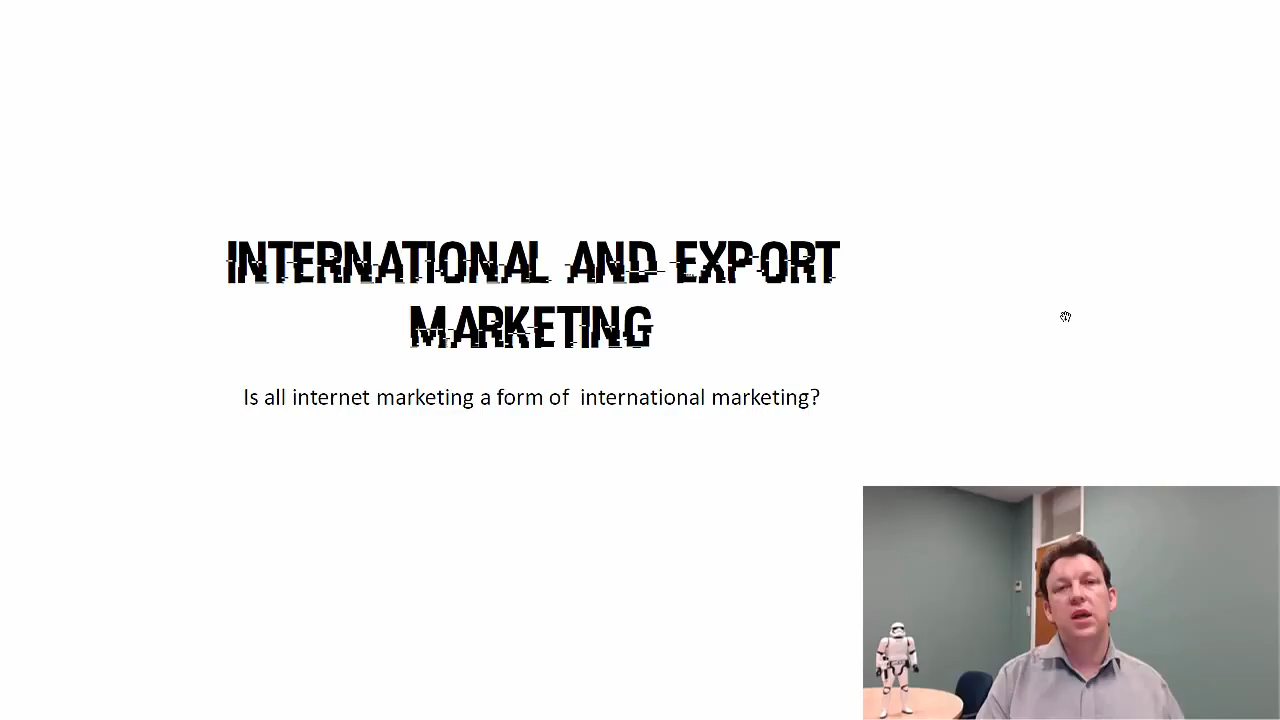 INTERNATIONAL AND EXPORT
MARKETING
Is all internet marketing a form of  international marketing?